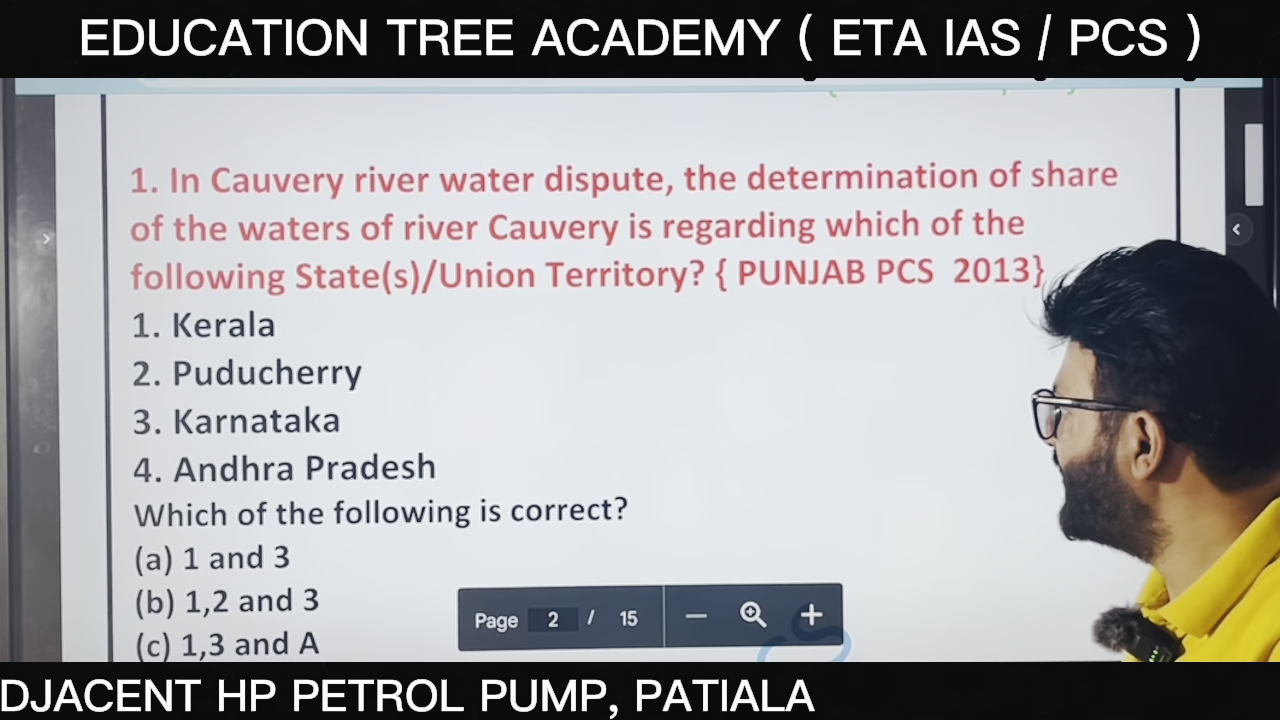 EDUCATION TREE ACADEMY ( ETA IAS / PCS )
1. In Cauvery river water dispute, the determination of share
of the waters of river Cauvery is regarding which of the
following State(s)/Union Territory? { PUNJAB PCS 2013}
1. Kerala
2. Puducherry
3. Karnataka
4. Andhra Pradesh
Which of the following is correct?
(a) 1 and 3
(b) 1,2 and 3
(c) 1,3 and A
Page 2 / 15
DJACENT HP PETROL PUMP, PATIALA